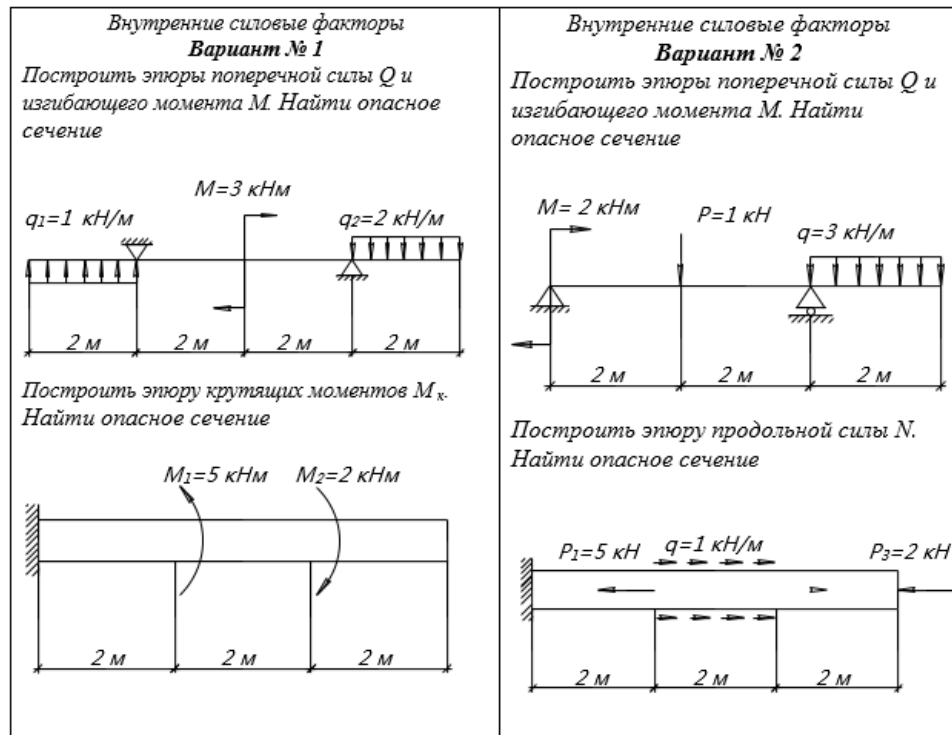 Внутренние силовые факторы
Вариант № 1
Построить эпюры поперечной силы Q и
изгибающего момента М. Найти опасное
сечение
M=3 кНм
q₁=1 кН/м
q₂=2 кН/м
2 м
2 м
2 м
2 м
Построить эпюру крутящих моментов М к.
Найти опасное сечение
M₁=5 кНм
M₂=2 кНм
2 м
2 м
2 м
Внутренние силовые факторы
Вариант № 2
Построить эпюры поперечной силы Q и
изгибающего момента М. Найти
опасное сечение
M= 2 кНм
P=1 кН
q=3 кН/м
2 м
2 м
2 м
Построить эпюру продольной силы N.
Найти опасное сечение
P₁=5 кН
q=1 кН/м
P₃=2 кН
2 м
2 м
2 м